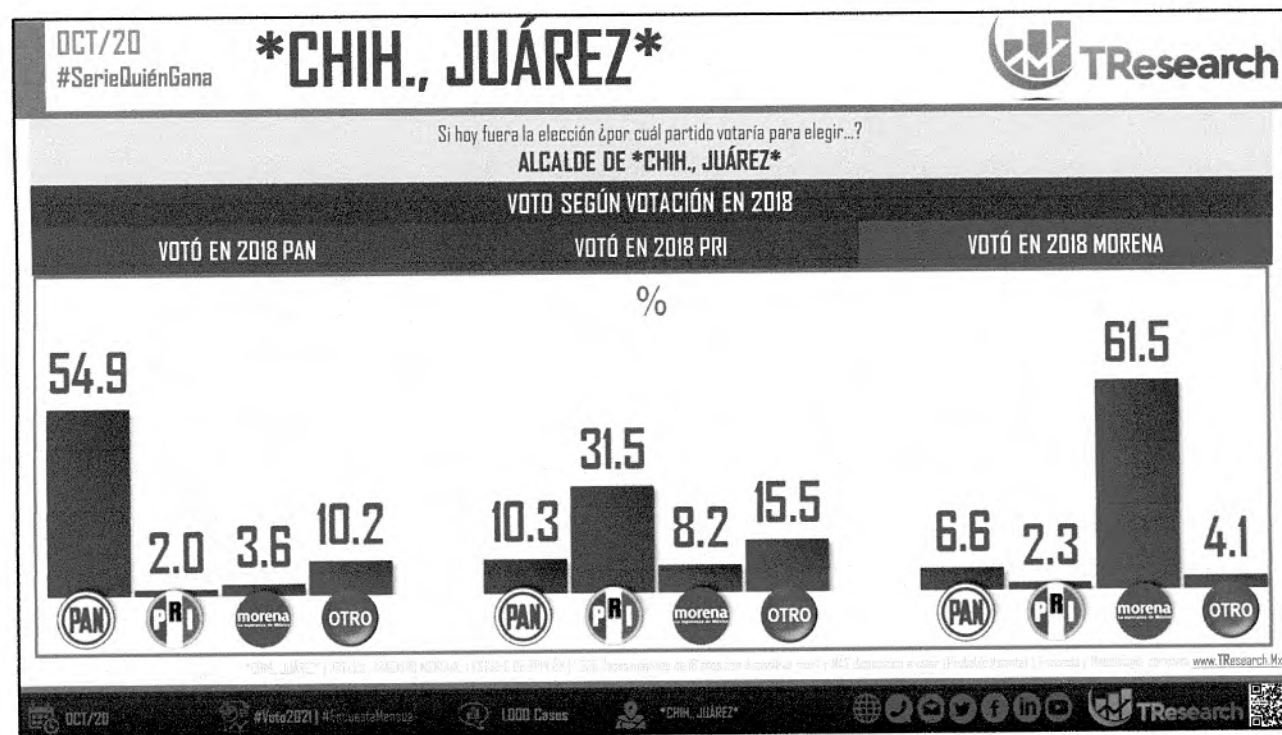 OCT/20
#SerieQuiénGana
*CHIH., JUÁREZ*
TResearch
Si hoy fuera la elección ¿por cuál partido votaría para elegir...?
ALCALDE DE *CHIH., JUÁREZ*
VOTO SEGÚN VOTACIÓN EN 2018
VOTÓ EN 2018 PAN
VOTÓ EN 2018 PRI
VOTÓ EN 2018 MORENA
%
54.9 2.0 3.6 10.2
PAN PRI morena OTRO
10.3 31.5 8.2 15.5
PAN PRI morena OTRO
6.6 2.3 61.5 4.1
PAN PRI morena OTRO
www.TResearch.Mx
OCT/20
#Voto2021 | #EncuestaMensual
1,000 Casos
*CHIH., JUÁREZ*
TResearch